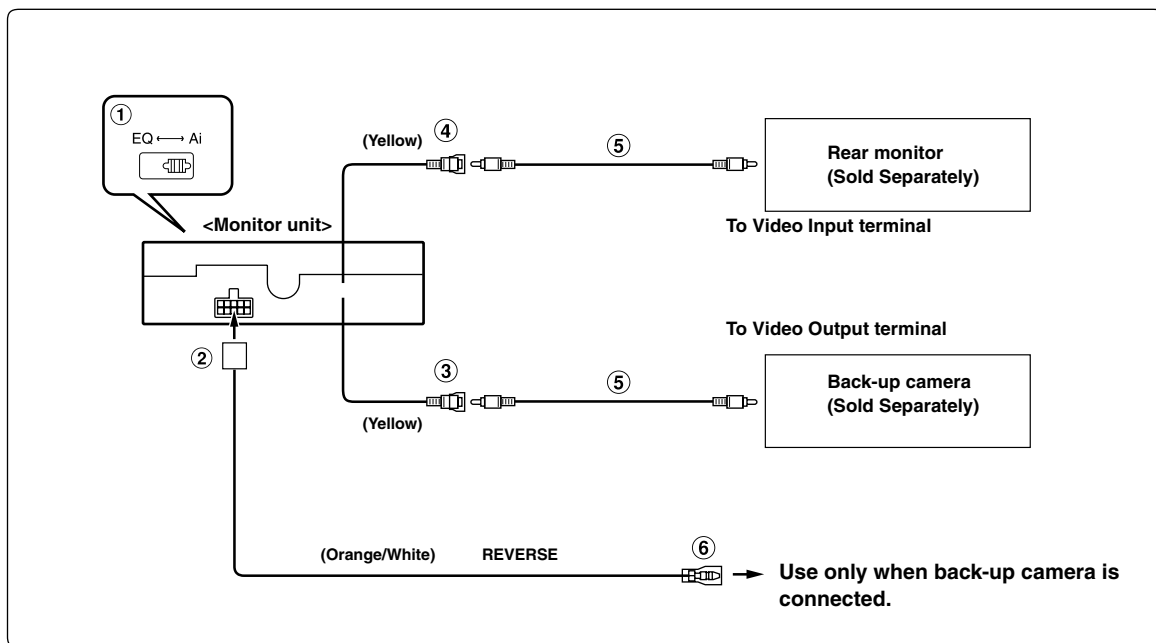 ①
EQ ⟷ Ai
<Monitor unit>
(Yellow)
④
⑤
Rear monitor
(Sold Separately)
To Video Input terminal
To Video Output terminal
②
③
(Yellow)
⑤
Back-up camera
(Sold Separately)
(Orange/White) REVERSE
⑥
Use only when back-up camera is
connected.